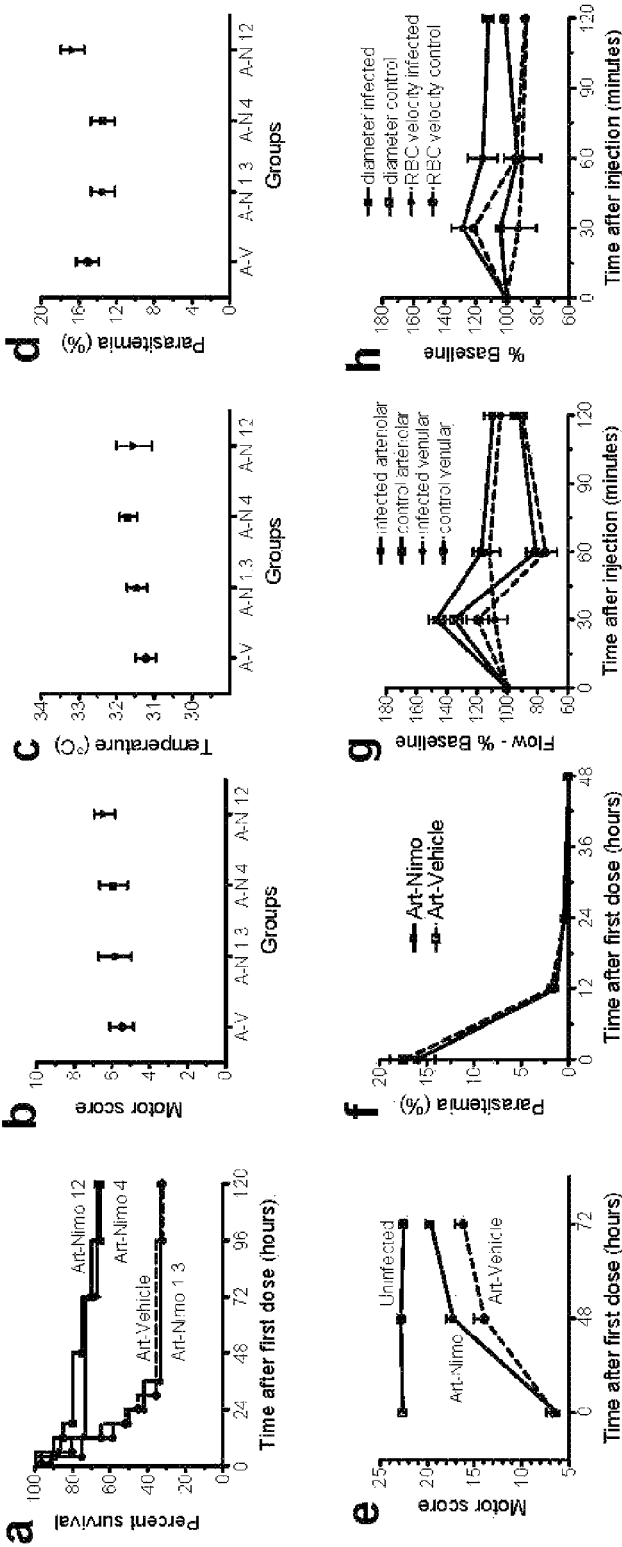 a
Percent survival
100
80
60
40
20
0
Art-Nimo 12
Art-Nimo 4
Art-Vehicle
Art-Nimo 1 3
0 24 48 72 96 120
Time after first dose (hours)
b
Motor score
10
8
6
4
2
0
A-V A-N 1 3 A-N 4 A-N 12
Groups
c
Temperature (°C)
34
32
31
30
A-V A-N 1.3 A-N 4 A-N 12
Groups
d
Parasitemia (%)
20
16
12
8
4
0
A-V A-N 1 3 A-N 4 A-N 12
Groups
e
Motor score
25
20
15
10
5
Uninfected
Art-Nimo
Art-Vehicle
0 48 72
Time after first dose (hours)
f
Parasitemia (%)
20
15
10
5
0
Art-Nimo
Art-Vehicle
0 12 24 36 48
Time after first dose (hours)
g
Flow - % Baseline
180
160
140
120
100
80
60
infected arteriolar
control arteriolar
infected venular
control venular
0 30 60 90 120
Time after injection (minutes)
h
% Baseline
180
160
140
120
100
80
60
diameter infected
diameter control
RBC velocity infected
RBC velocity control
0 30 60 90 120
Time after injection (minutes)